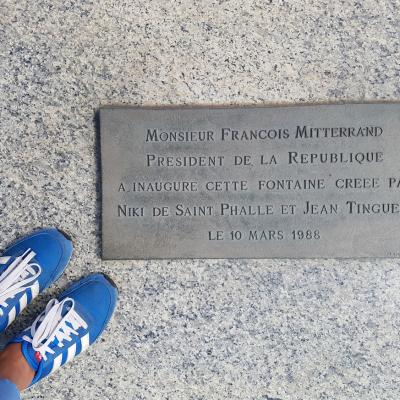 MONSIEUR FRANCOIS MITTERRAND
PRESIDENT DE LA REPUBLIQUE
A INAUGURE CETTE FONTAINE CREEE PA
NIKI DE SAINT PHALLE ET JEAN TINGUE
LE 10 MARS 1988